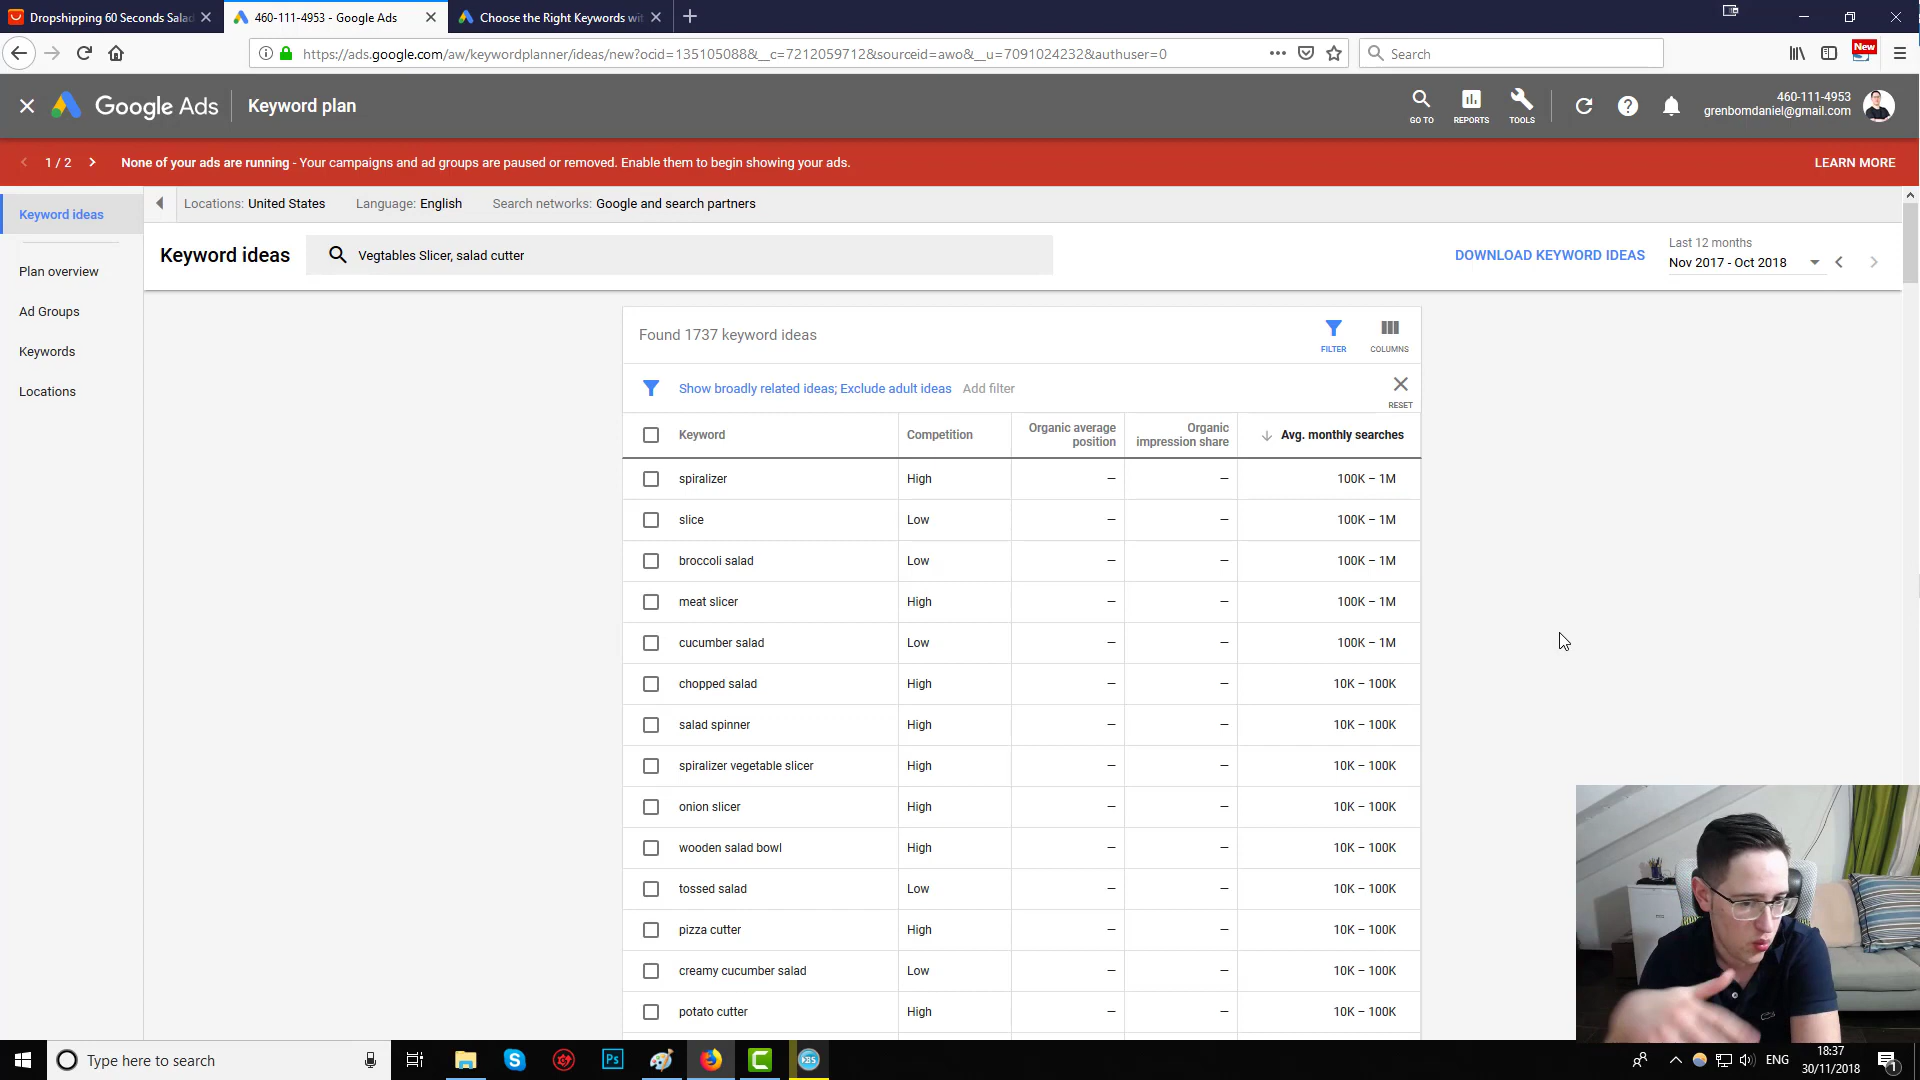 Dropshipping 60 Seconds Salad
460-111-4953 - Google Ads
Choose the Right Keywords wit
https://ads.google.com/aw/keywordplanner/ideas/new?ocid=135105088&__c=7212059712&sourceid=awo&__u=7091024232&authuser=0
Search
New
Google Ads
Keyword plan
GO TO
REPORTS
TOOLS
460-111-4953
grenbomdaniel@gmail.com
1 / 2
None of your ads are running - Your campaigns and ad groups are paused or removed. Enable them to begin showing your ads.
LEARN MORE
Keyword ideas
Plan overview
Ad Groups
Keywords
Locations
Locations: United States
Language: English
Search networks: Google and search partners
Keyword ideas
Vegtables Slicer, salad cutter
DOWNLOAD KEYWORD IDEAS
Last 12 months
Nov 2017 - Oct 2018
Found 1737 keyword ideas
FILTER
COLUMNS
Show broadly related ideas; Exclude adult ideas Add filter
RESET
Keyword Competition Organic average position Organic impression share Avg. monthly searches
spiralizer High – – 100K – 1M
slice Low – – 100K – 1M
broccoli salad Low – – 100K – 1M
meat slicer High – – 100K – 1M
cucumber salad Low – – 100K – 1M
chopped salad High – – 10K – 100K
salad spinner High – – 10K – 100K
spiralizer vegetable slicer High – – 10K – 100K
onion slicer High – – 10K – 100K
wooden salad bowl High – – 10K – 100K
tossed salad Low – – 10K – 100K
pizza cutter High – – 10K – 100K
creamy cucumber salad Low – – 10K – 100K
potato cutter High – – 10K – 100K
Type here to search
Ps
ENG
18:37
30/11/2018
1